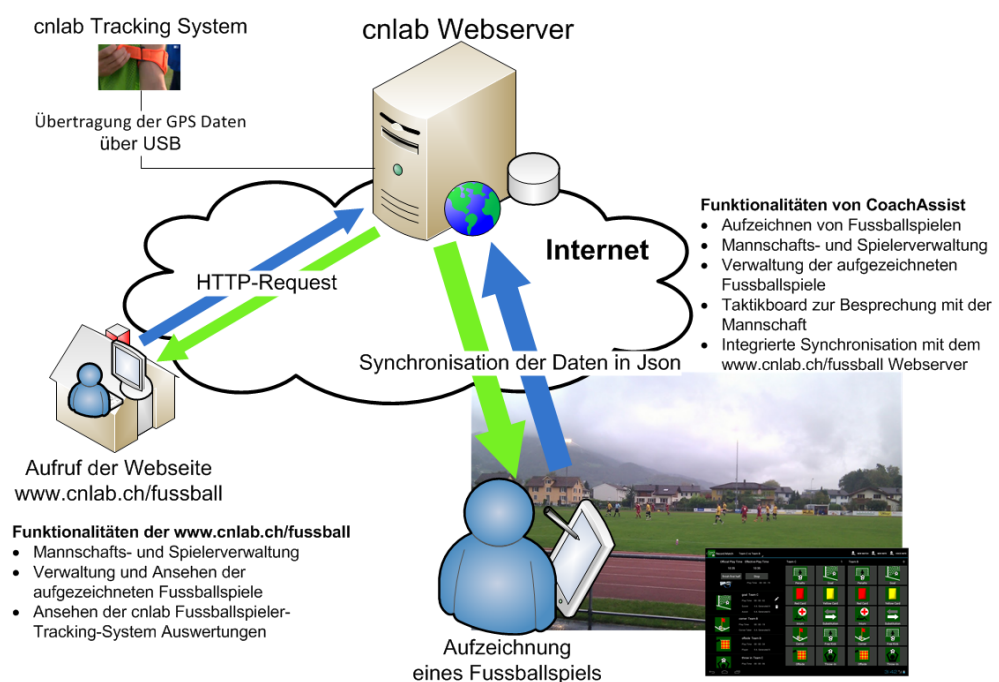 cnlab Tracking System
cnlab Webserver
Übertragung der GPS Daten
über USB
Internet
HTTP-Request
Synchronisation der Daten in Json
Funktionalitäten von CoachAssist
• Aufzeichnen von Fussballspielen
• Mannschafts- und Spielerverwaltung
• Verwaltung der aufgezeichneten
Fussballspiele
• Taktikboard zur Besprechung mit der
Mannschaft
• Integrierte Synchronisation mit dem
www.cnlab.ch/fussball Webserver
Aufruf der Webseite
www.cnlab.ch/fussball
Funktionalitäten der www.cnlab.ch/fussball
• Mannschafts- und Spielerverwaltung
• Verwaltung und Ansehen der
aufgezeichneten Fussballspiele
• Ansehen der cnlab Fussballspieler-
Tracking-System Auswertungen
Aufzeichnung
eines Fussballspiels